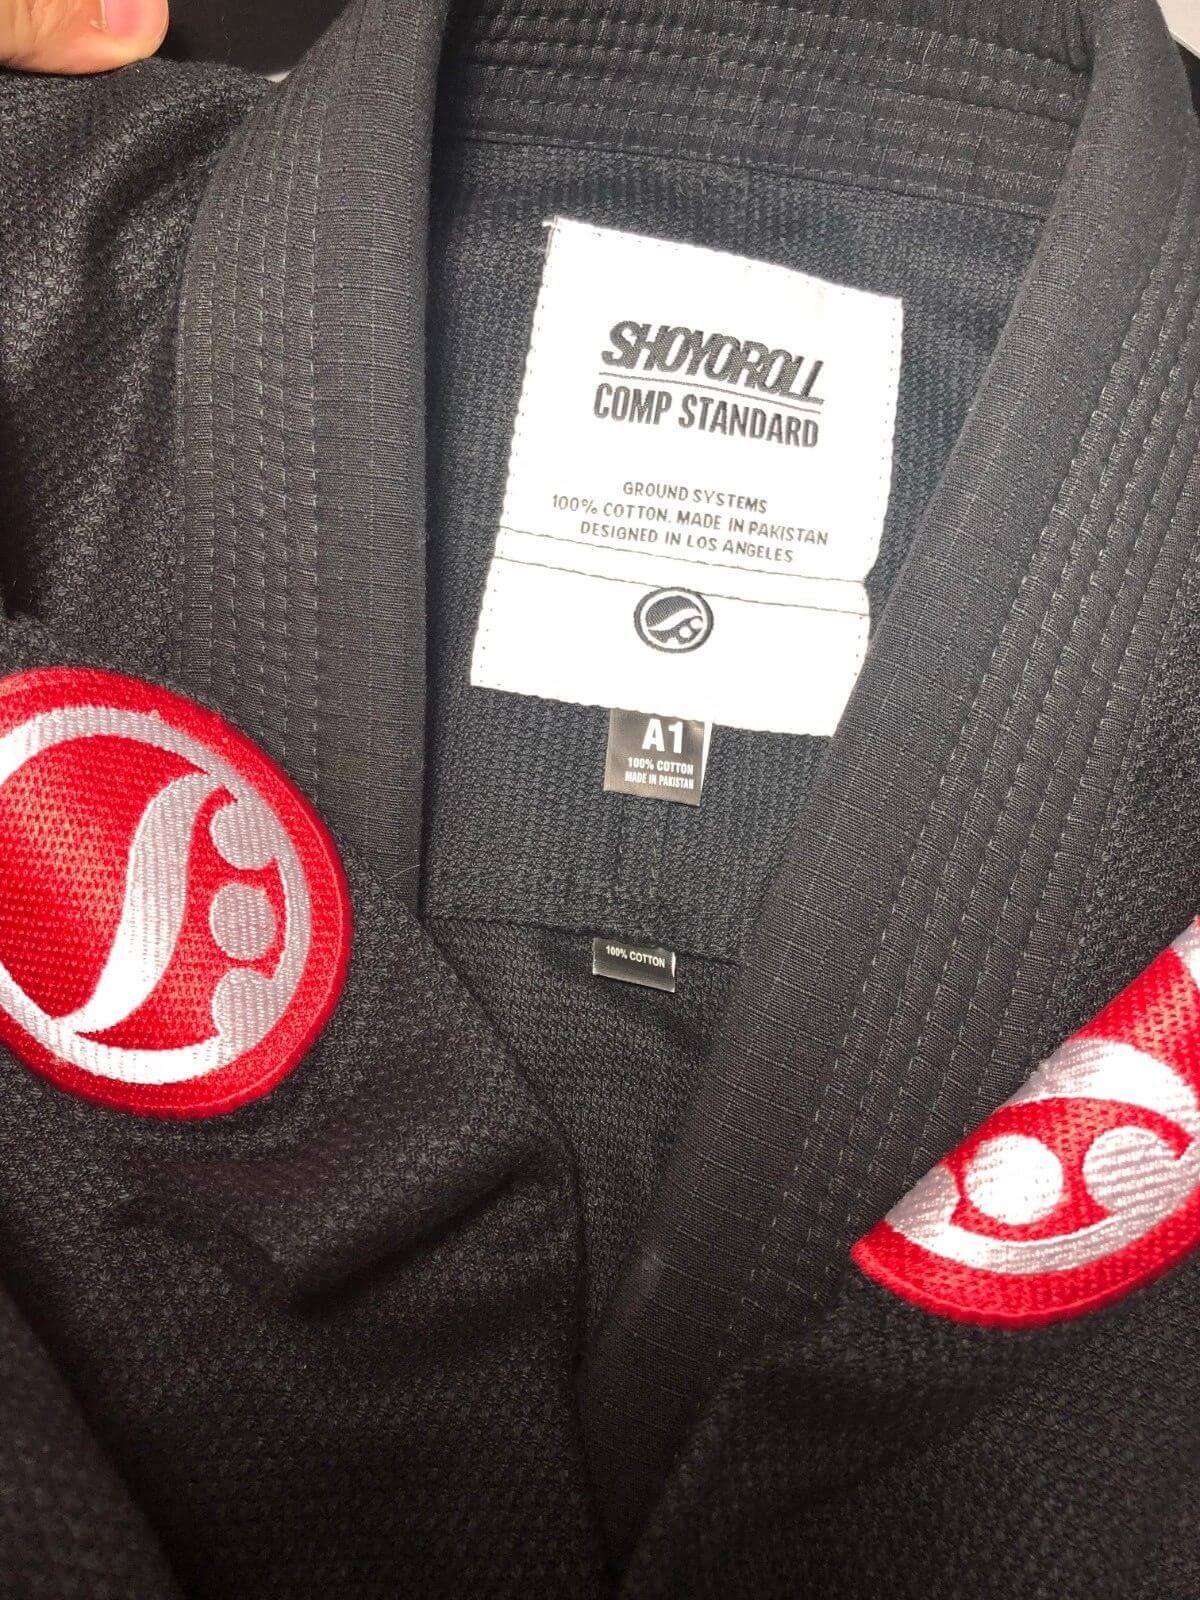 SHOYOROLL
COMP STANDARD
GROUND SYSTEMS
100% COTTON. MADE IN PAKISTAN
DESIGNED IN LOS ANGELES
A1
100% COTTON
MADE IN PAKISTAN
100% COTTON